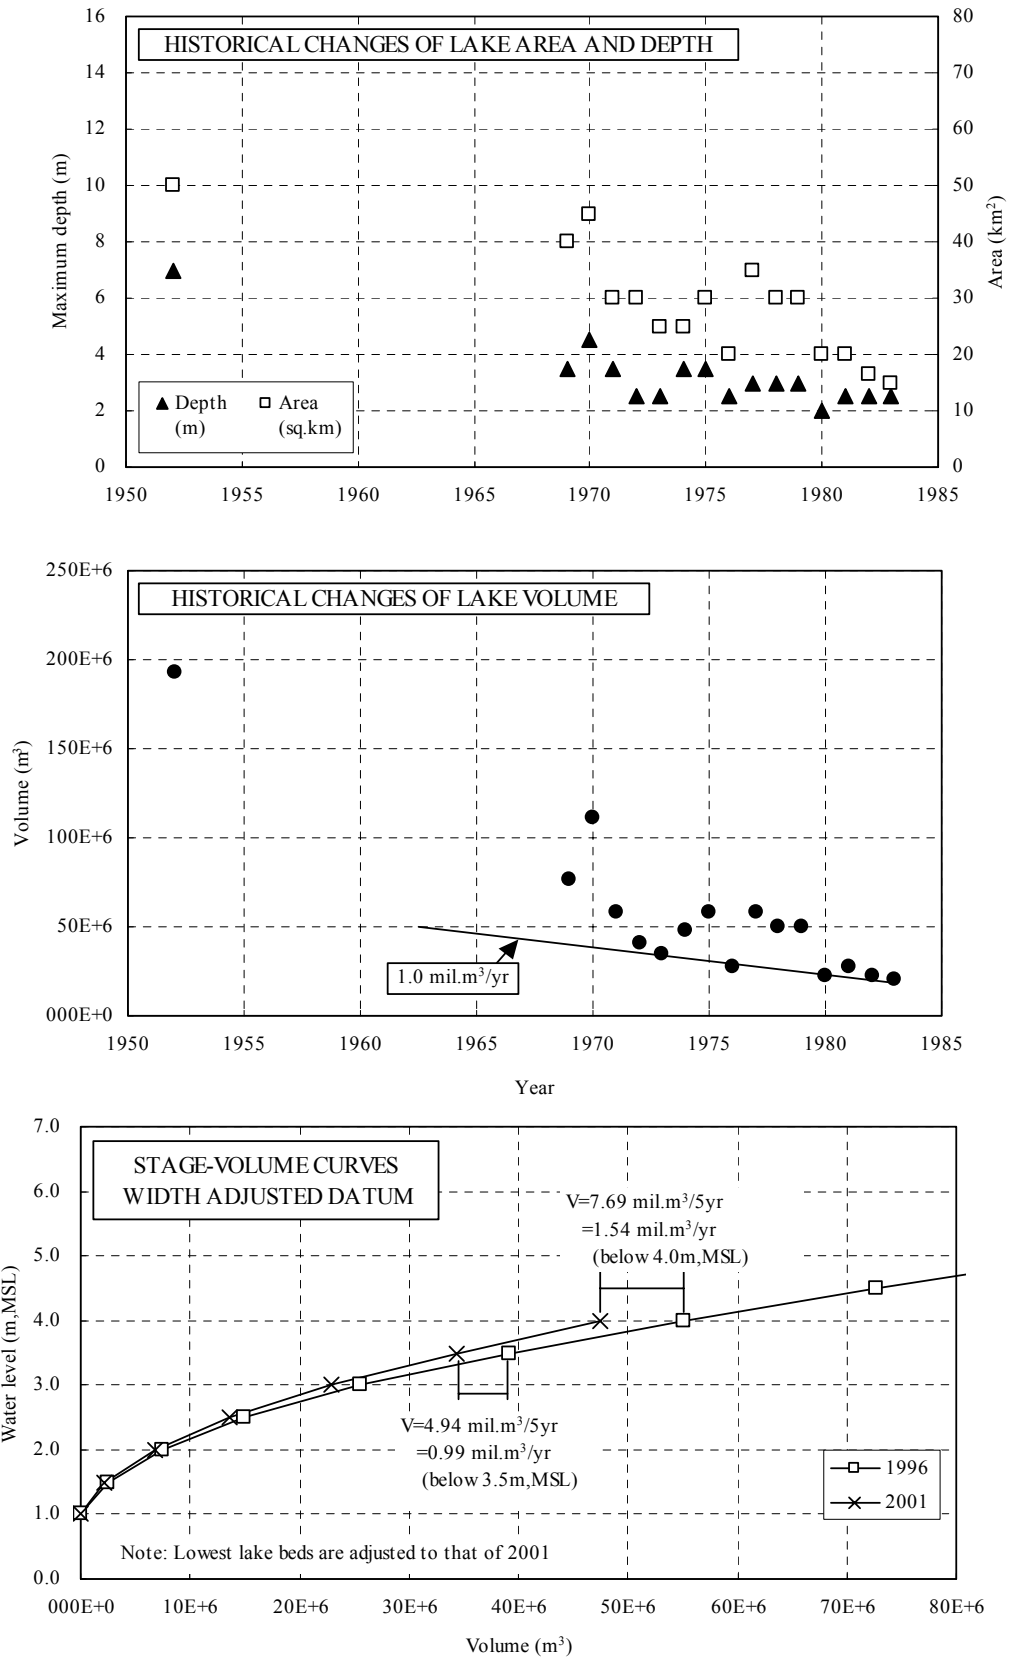 HISTORICAL CHANGES OF LAKE AREA AND DEPTH
16
14
12
10
8
6
4
2
0
Maximum depth (m)
80
70
60
50
40
30
20
10
0
Area (km²)
Depth (m)
Area (sq.km)
1950 1955 1960 1965 1970 1975 1980 1985
HISTORICAL CHANGES OF LAKE VOLUME
250E+6
200E+6
150E+6
100E+6
50E+6
000E+0
Volume (m³)
1.0 mil.m³/yr
1950 1955 1960 1965 1970 1975 1980 1985
Year
STAGE-VOLUME CURVES
WIDTH ADJUSTED DATUM
7.0
6.0
5.0
4.0
3.0
2.0
1.0
0.0
Water level (m,MSL)
V=7.69 mil.m³/5yr
=1.54 mil.m³/yr
(below 4.0m,MSL)
V=4.94 mil.m³/5yr
=0.99 mil.m³/yr
(below 3.5m,MSL)
1996
2001
Note: Lowest lake beds are adjusted to that of 2001
000E+0 10E+6 20E+6 30E+6 40E+6 50E+6 60E+6 70E+6 80E+6
Volume (m³)